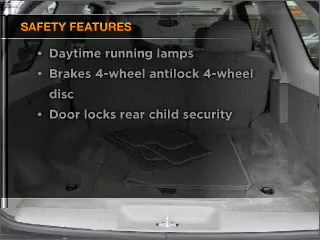 SAFETY FEATURES
• Daytime running lamps
• Brakes 4-wheel antilock 4-wheel
disc
• Door locks rear child security